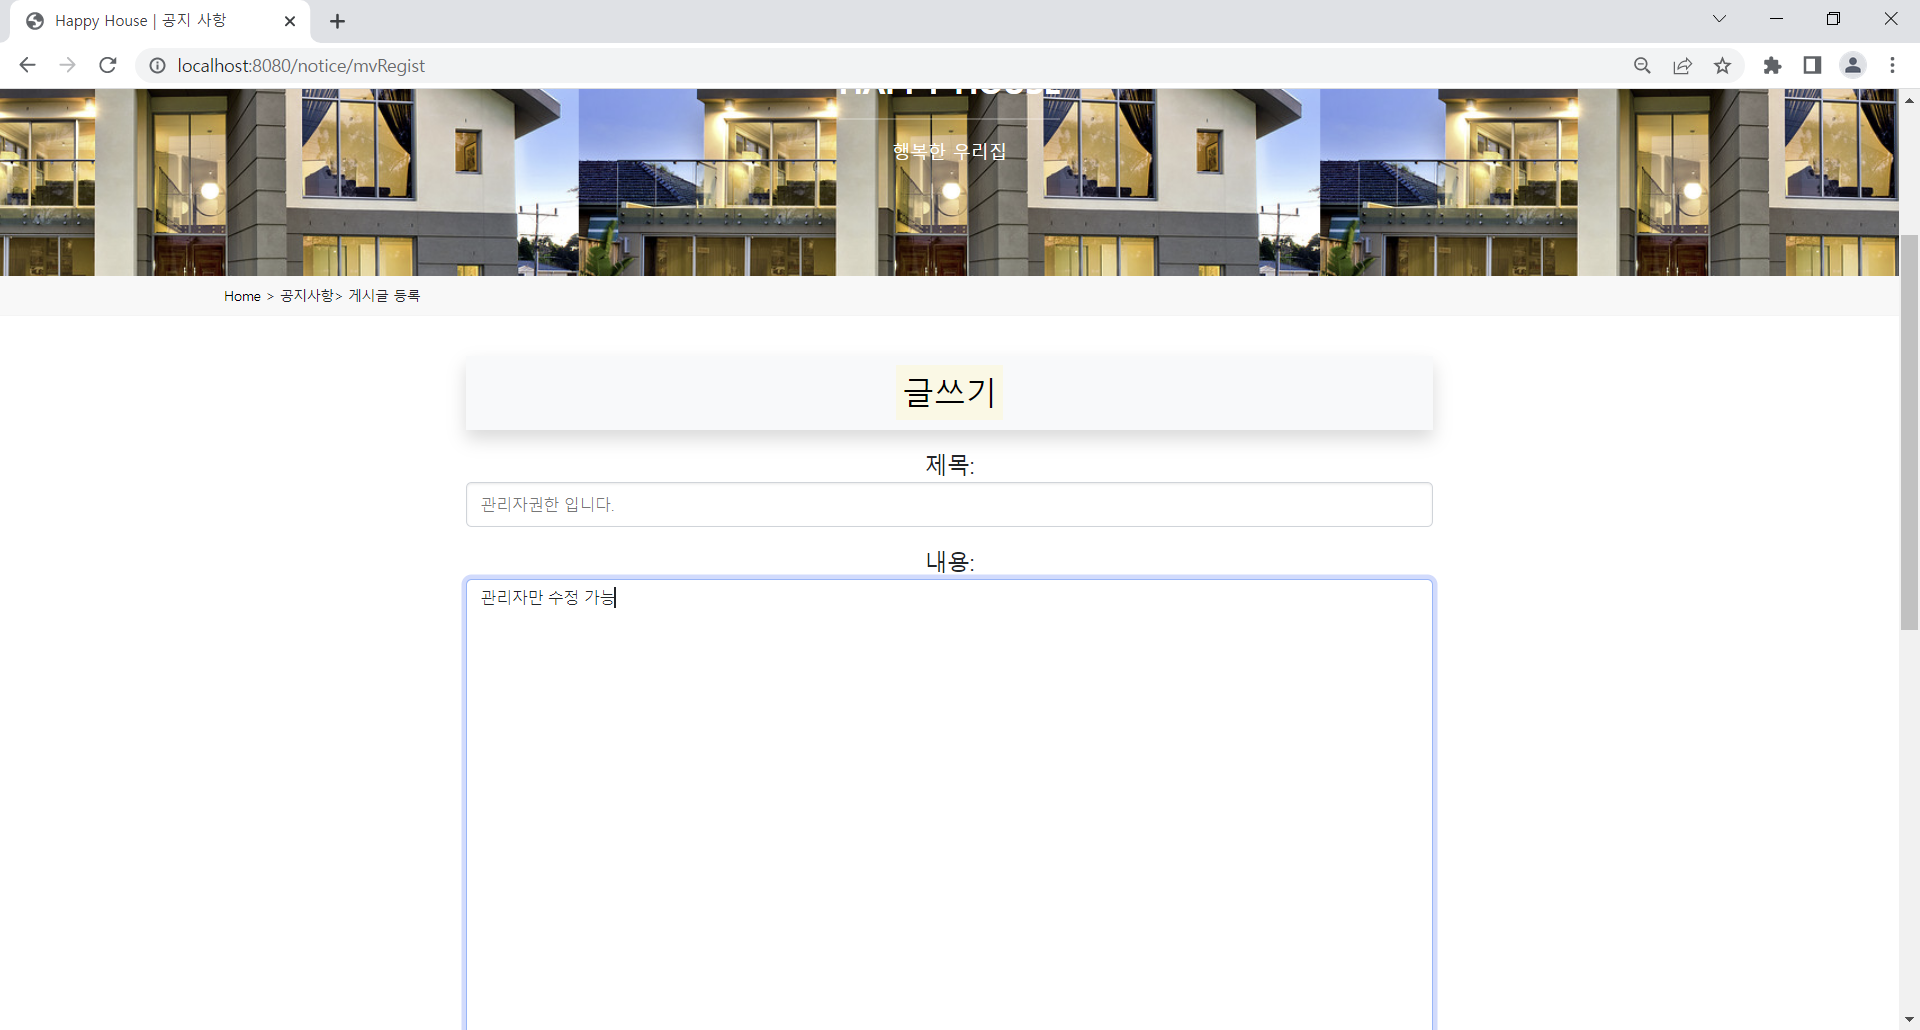 Happy House | 공지 사항
localhost:8080/notice/mvRegist
HAPPY HOUSE
행복한 우리집
Home > 공지사항> 게시글 등록
글쓰기
제목:
관리자권한 입니다.
내용:
관리자만 수정 가능